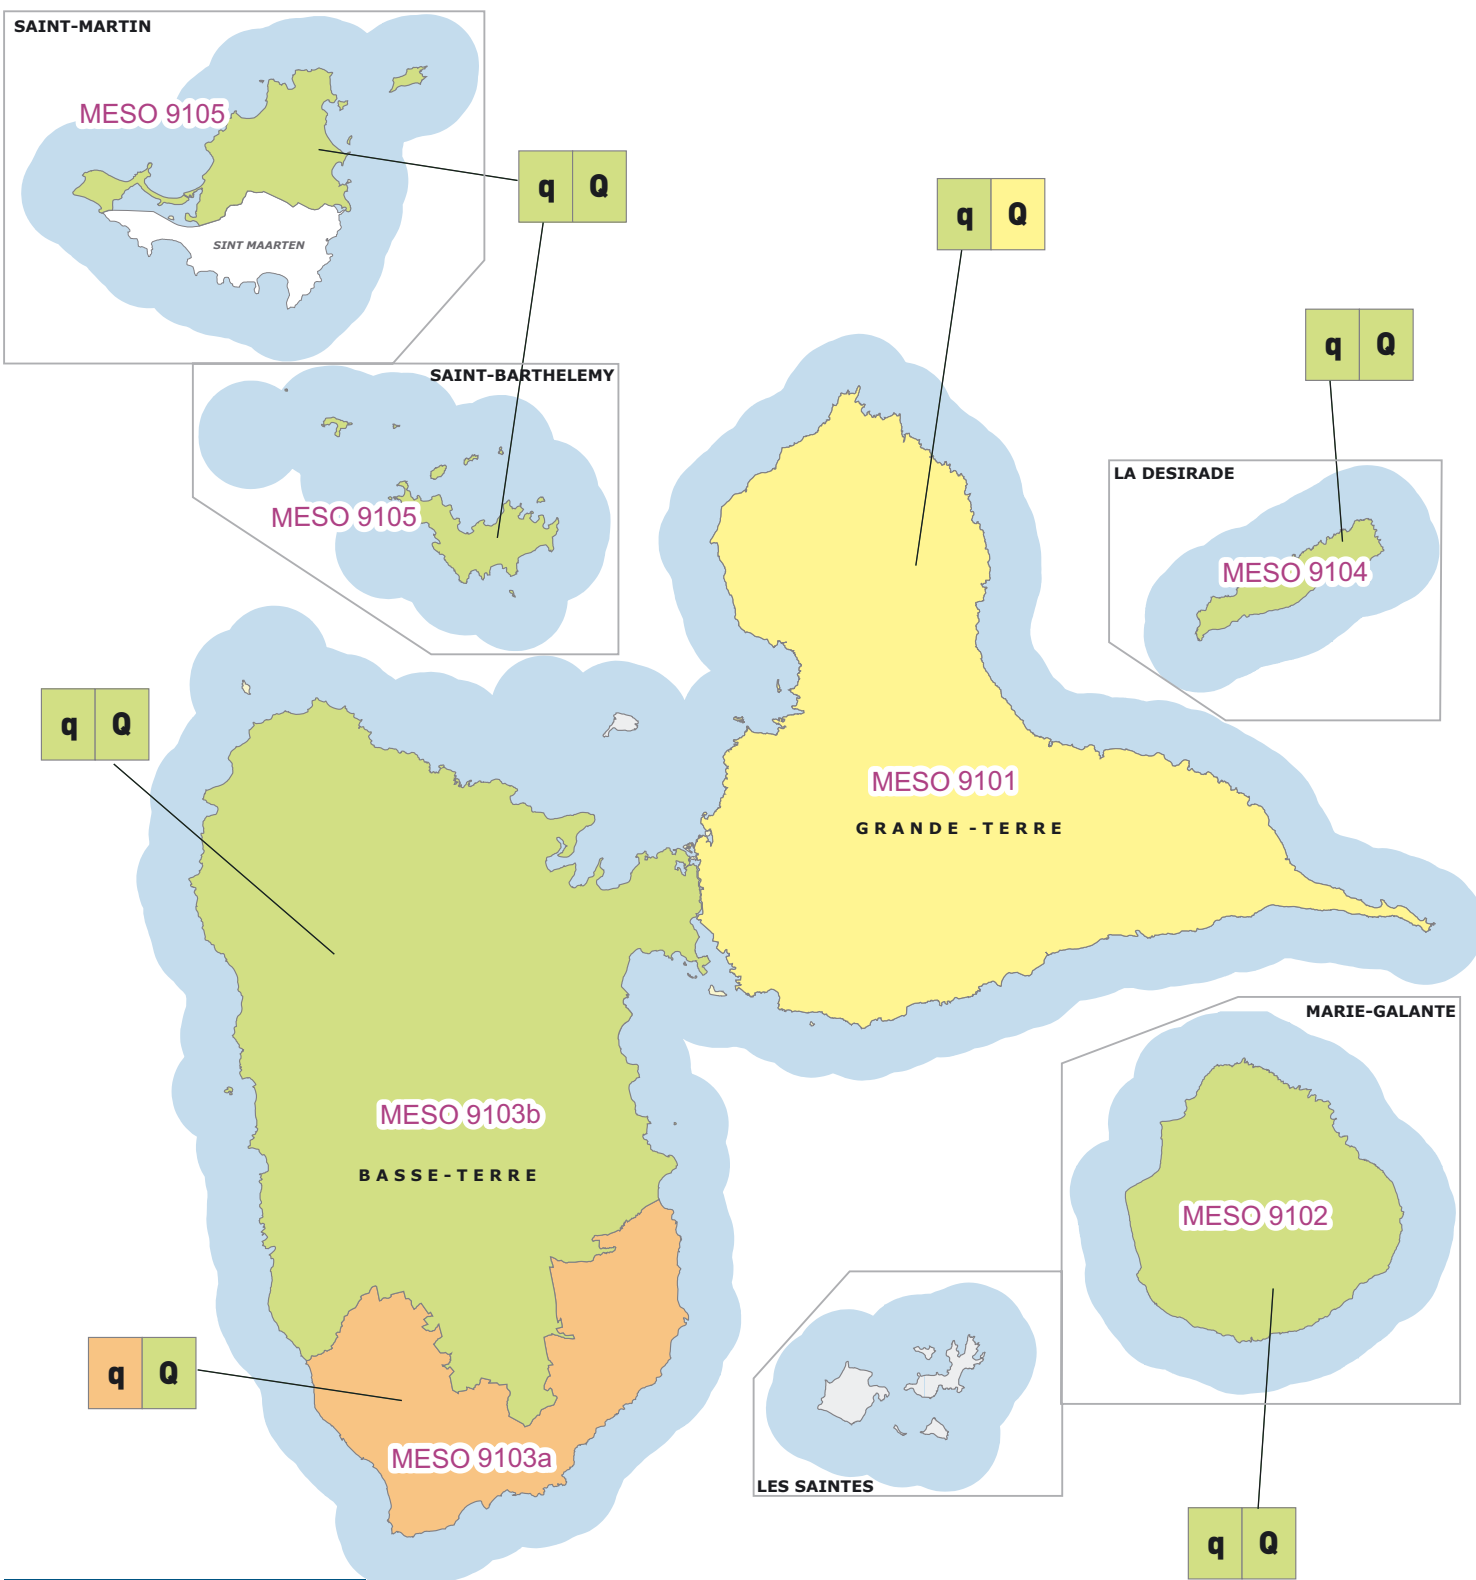 SAINT-MARTIN
MESO 9105
q Q
q Q
SINT MAARTEN
q Q
SAINT-BARTHELEMY
LA DESIRADE
MESO 9105
MESO 9104
q Q
MESO 9101
GRANDE-TERRE
MARIE-GALANTE
MESO 9103b
BASSE-TERRE
MESO 9102
q Q
MESO 9103a
LES SAINTES
q Q